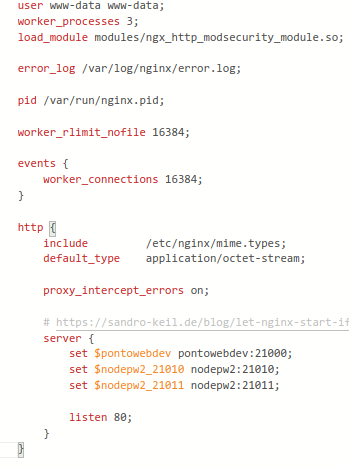 user www-data www-data;
worker_processes 3;
load_module modules/ngx_http_modsecurity_module.so;
error_log /var/log/nginx/error.log;
pid /var/run/nginx.pid;
worker_rlimit_nofile 16384;
events {
worker_connections 16384;
}
http {
include /etc/nginx/mime.types;
default_type application/octet-stream;
proxy_intercept_errors on;
# https://sandro-keil.de/blog/let-nginx-start-if
server {
set $pontowebdev pontowebdev:21000;
set $nodepw2_21010 nodepw2:21010;
set $nodepw2_21011 nodepw2:21011;
listen 80;
}
}